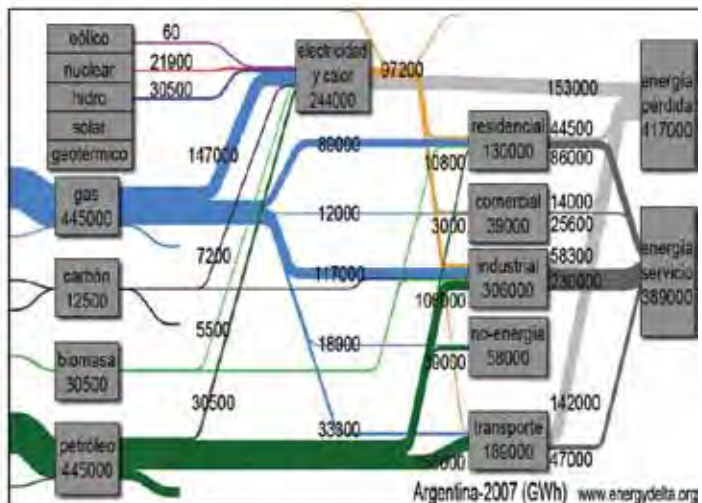 eólico
nuclear
hidro
solar
geotérmico
60
21900
30500
electricidad
y calor
244000
97200
153000
energía
perdida
417000
147000
89000
10800
residencial
130000
44500
86000
gas
445000
12000
3000
comercial
39000
14000
25600
7200
117000
industrial
306000
58300
230000
energía
servicio
389000
carbón
12500
5500
18900
39000
no-energía
58000
biomasa
30500
30500
33300
transporte
189000
142000
47000
petróleo
445000
Argentina-2007 (GWh) www.energydelta.org